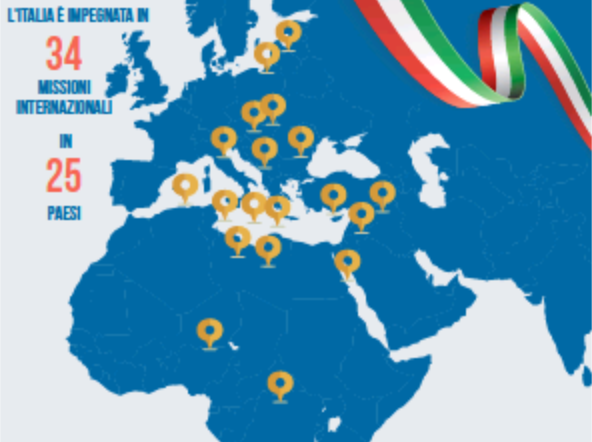 L'ITALIA È IMPEGNATA IN
34
MISSIONI
INTERNAZIONALI
IN
25
PAESI